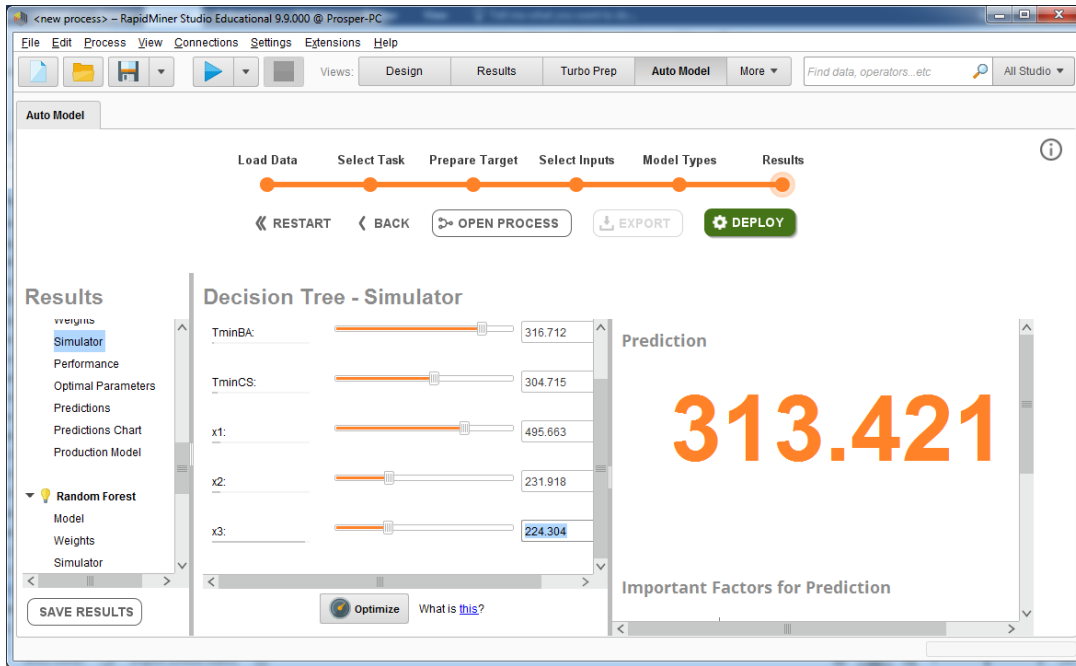 <new process> – RapidMiner Studio Educational 9.9.000 @ Prosper-PC
File Edit Process View Connections Settings Extensions Help
Views: Design Results Turbo Prep Auto Model More Find data, operators...etc All Studio
Auto Model
Load Data Select Task Prepare Target Select Inputs Model Types Results
RESTART BACK OPEN PROCESS EXPORT DEPLOY
Results
Weights
Simulator
Performance
Optimal Parameters
Predictions
Predictions Chart
Production Model
Random Forest
Model
Weights
Simulator
SAVE RESULTS
Decision Tree - Simulator
TminBA: 316.712
TminCS: 304.715
x1: 495.663
x2: 231.918
x3: 224.304
Optimize What is this?
Prediction
313.421
Important Factors for Prediction